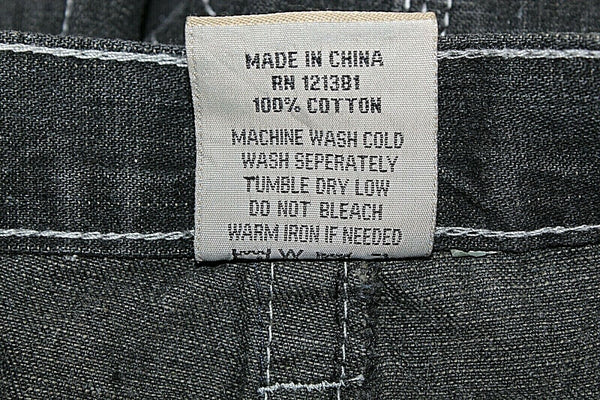 MADE IN CHINA
RN 121381
100% COTTON
MACHINE WASH COLD
WASH SEPERATELY
TUMBLE DRY LOW
DO NOT BLEACH
WARM IRON IF NEEDED